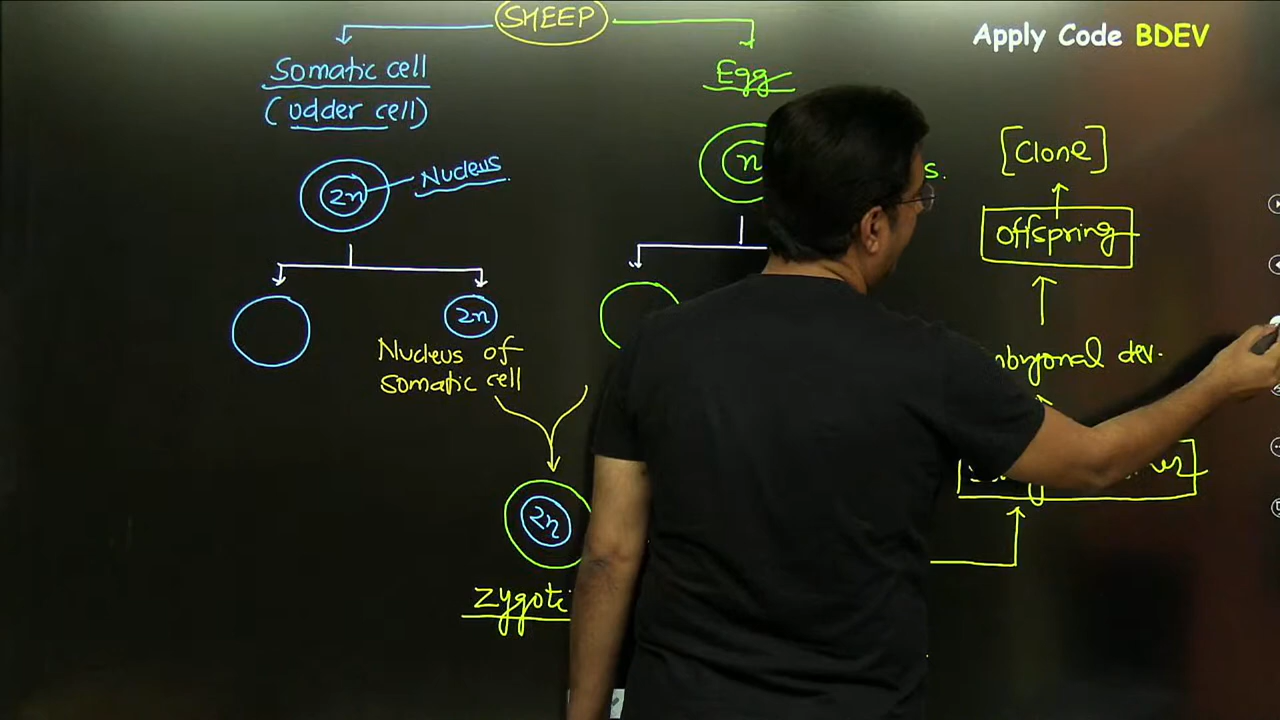 SHEEP
Apply Code BDEV
Somatic cell
(udder cell)
Egg
2n
Nucleus
n
s.
[Clone]
Offspring
2n
Nucleus of
somatic cell
dev.
2n